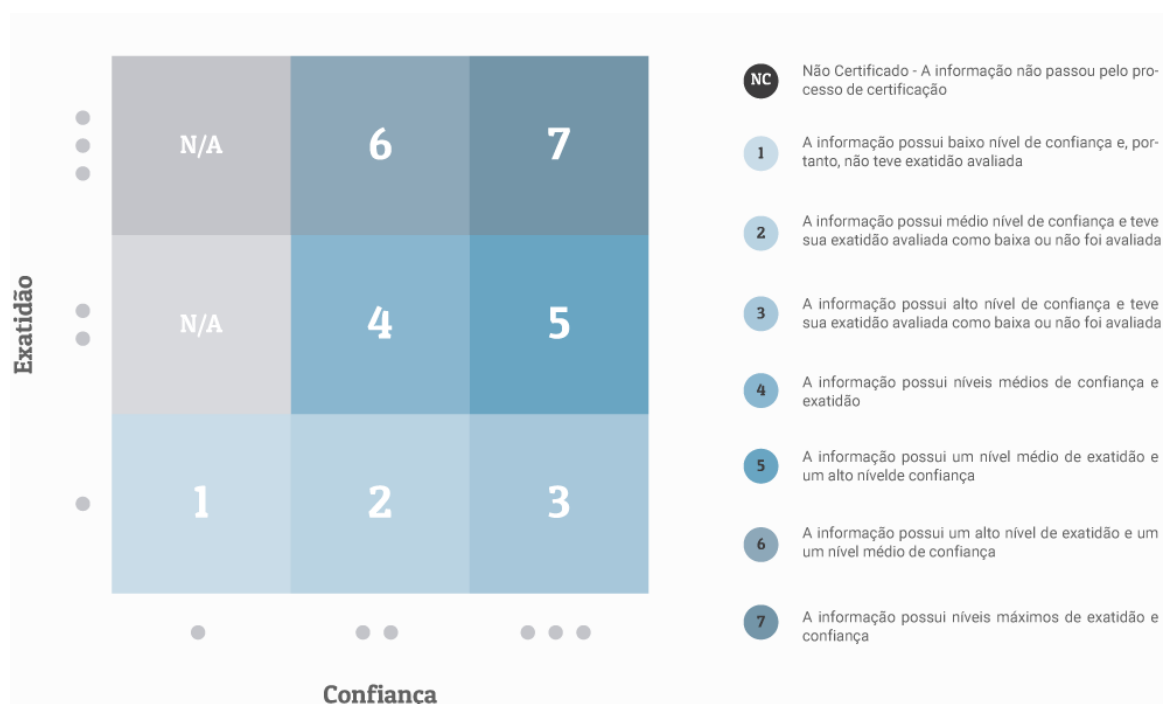 Exatidão
N/A
6
7
N/A
4
5
1
2
3
Confiança
NC
Não Certificado - A informação não passou pelo pro-
cesso de certificação
1
A informação possui baixo nível de confiança e, por-
tanto, não teve exatidão avaliada
2
A informação possui médio nível de confiança e teve
sua exatidão avaliada como baixa ou não foi avaliada
3
A informação possui alto nível de confiança e teve
sua exatidão avaliada como baixa ou não foi avaliada
4
A informação possui níveis médios de confiança e
exatidão
5
A informação possui um nível médio de exatidão e
um alto nívelde confiança
6
A informação possui um alto nível de exatidão e um
um nível médio de confiança
7
A informação possui níveis máximos de exatidão e
confiança